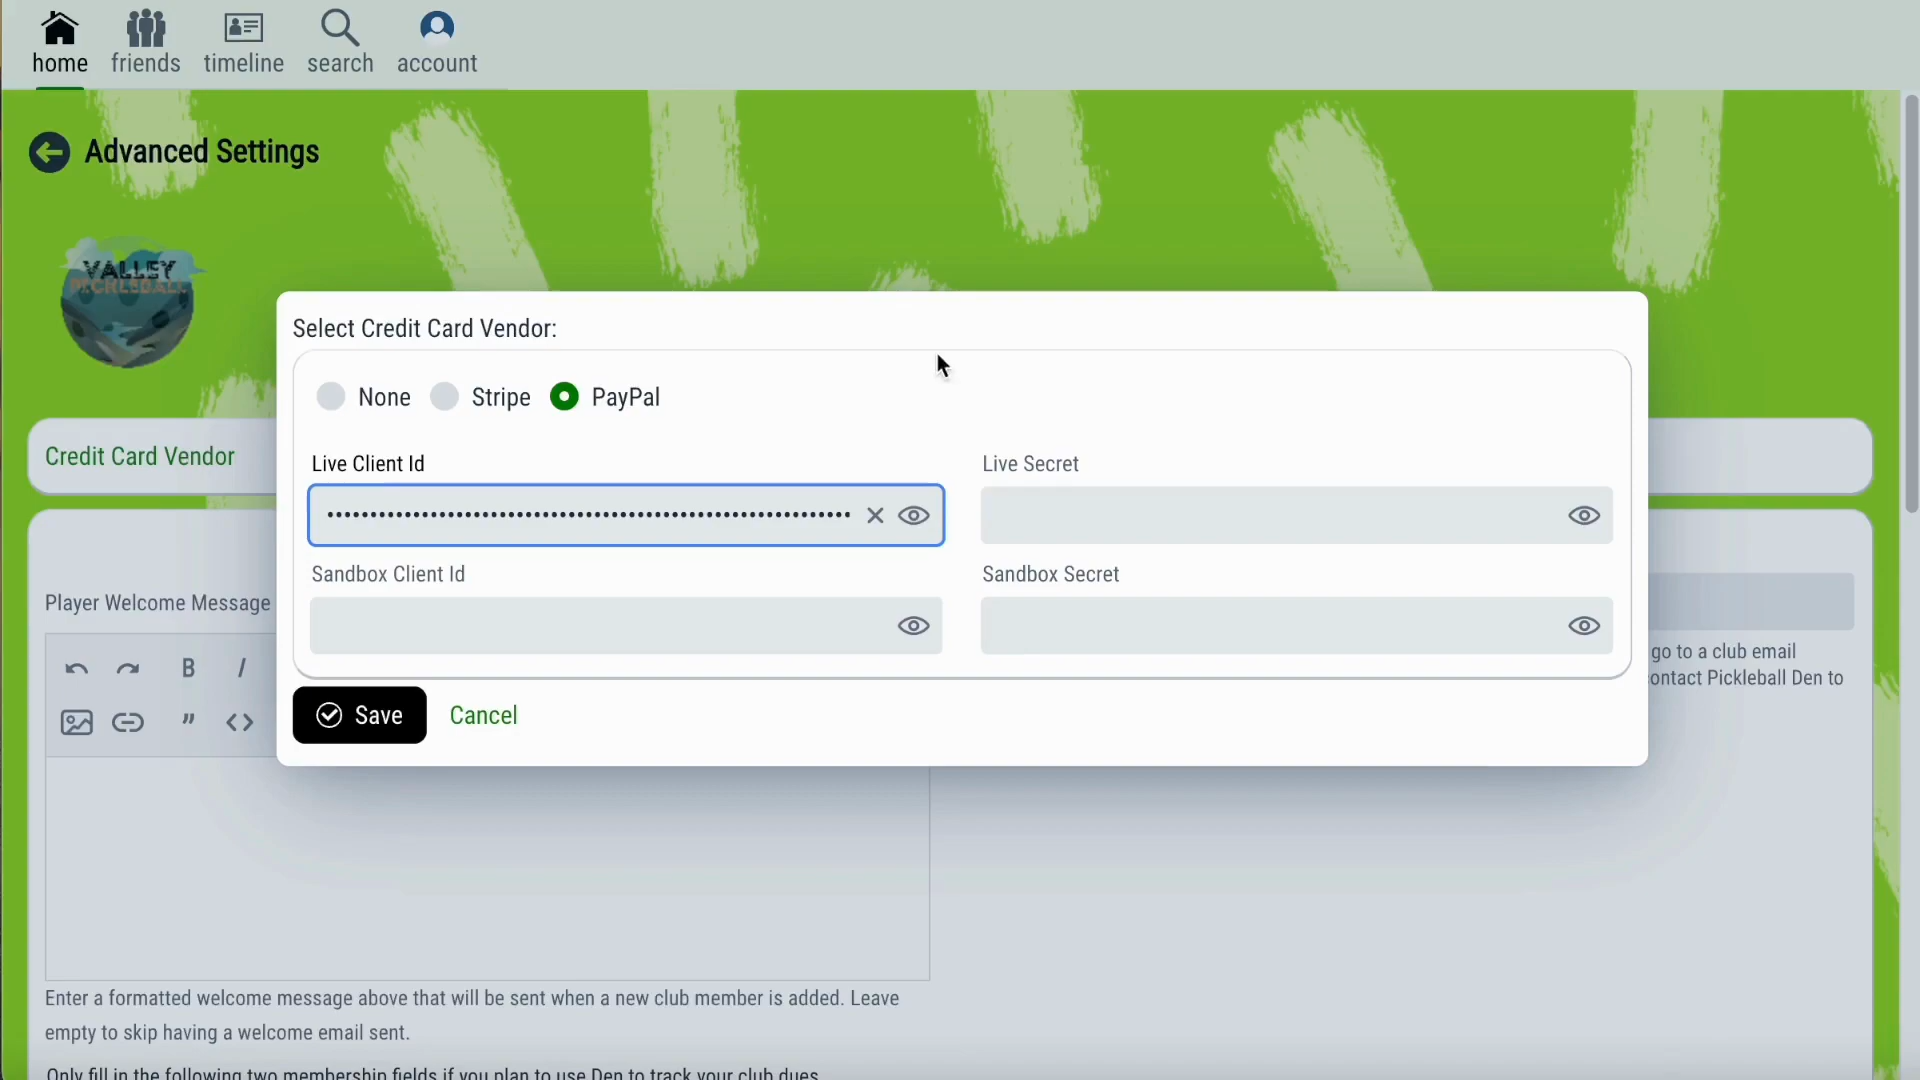 home friends timeline search account
Advanced Settings
VALLEY
PICKLEBALL
Select Credit Card Vendor:
None Stripe PayPal
Credit Card Vendor
Live Client Id Live Secret
Sandbox Client Id Sandbox Secret
Player Welcome Message
go to a club email
ontact Pickleball Den to
B I
Save Cancel
Enter a formatted welcome message above that will be sent when a new club member is added. Leave
empty to skip having a welcome email sent.
Only fill in the following two membership fields if you plan to use Den to track your club dues